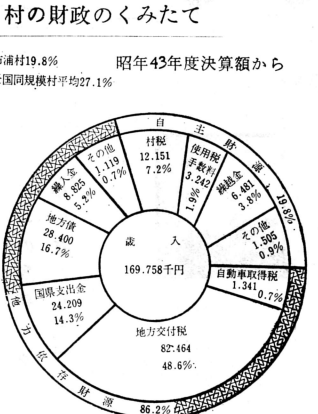 村の財政のくみたて
浦村19.8%
国同規模村平均27.1%
昭年43年度決算額から
自主財源
19.8%
村税
12.151
7.2%
使用税
手数料
3.242
1.9%
繰越金
6.481
3.8%
その他
1.505
0.9%
自動車取得税
1.341
0.7%
地方交付税
82.464
48.6%
国県支出金
24.209
14.3%
地方債
28.400
16.7%
繰入金
8.825
5.2%
その他
1.119
0.7%
歳入
169.758千円
他力依存財源
86.2%